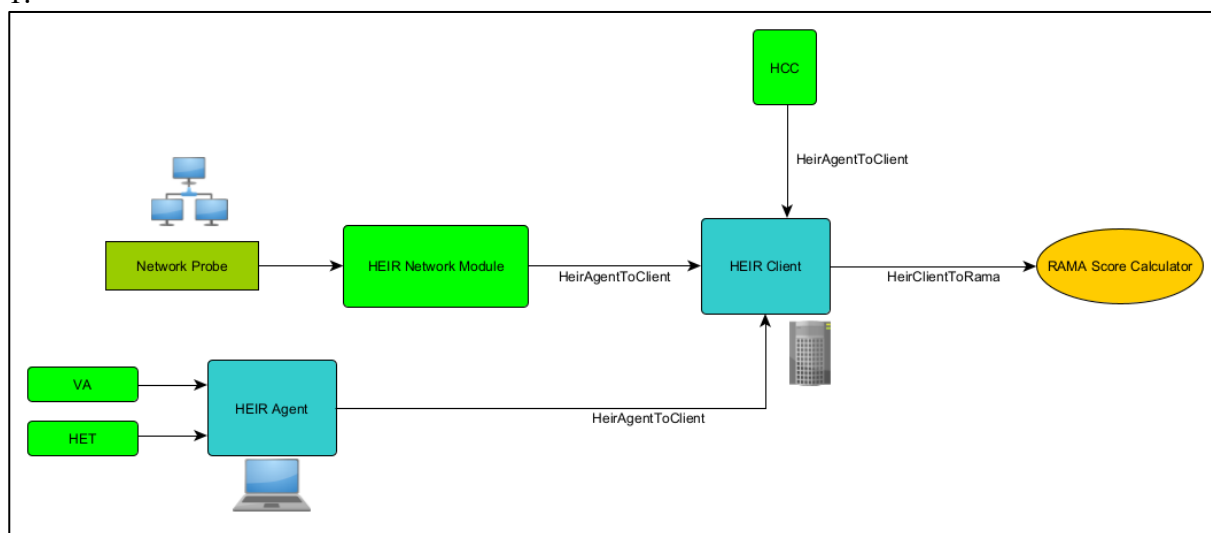 1.
HCC
HeirAgentToClient
Network Probe
HEIR Network Module
HeirAgentToClient
HEIR Client
HeirClientToRama
RAMA Score Calculator
VA
HEIR Agent
HET
HeirAgentToClient